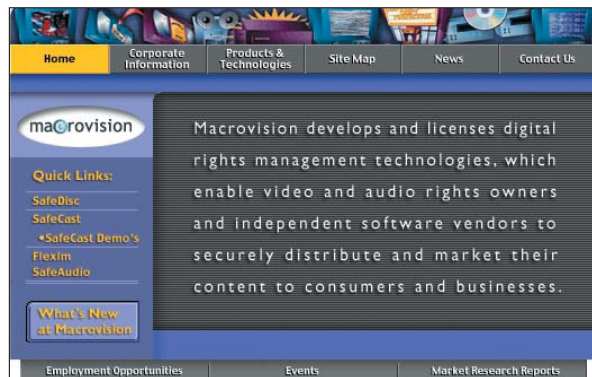 Home
Corporate Information
Products & Technologies
Site Map
News
Contact Us
macrovision
Quick Links:
SafeDisc
SafeCast
•SafeCast Demo's
Flexlm
SafeAudio
What's New
at Macrovision
Macrovision develops and licenses digital
rights management technologies, which
enable video and audio rights owners
and independent software vendors to
securely distribute and market their
content to consumers and businesses.
Employment Opportunities
Events
Market Research Reports